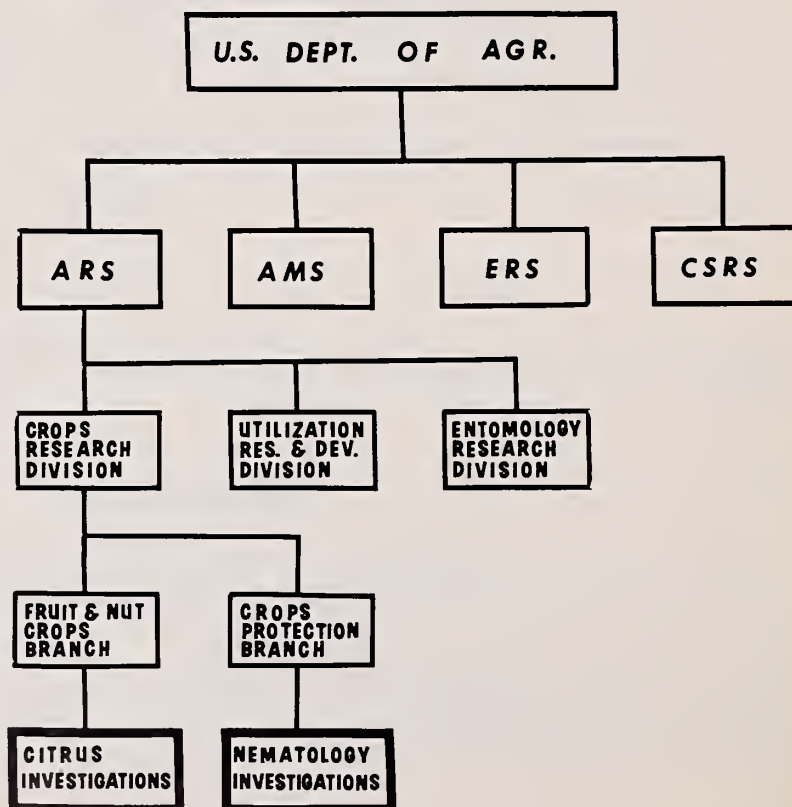 U.S. DEPT. OF AGR.
ARS
AMS
ERS
CSRS
CROPS
RESEARCH
DIVISION
UTILIZATION
RES. & DEV.
DIVISION
ENTOMOLOGY
RESEARCH
DIVISION
FRUIT & NUT
CROPS
BRANCH
CROPS
PROTECTION
BRANCH
CITRUS
INVESTIGATIONS
NEMATOLOGY
INVESTIGATIONS